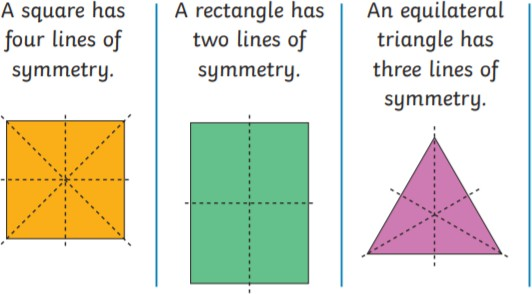 A square has
four lines of
symmetry.
A rectangle has
two lines of
symmetry.
An equilateral
triangle has
three lines of
symmetry.